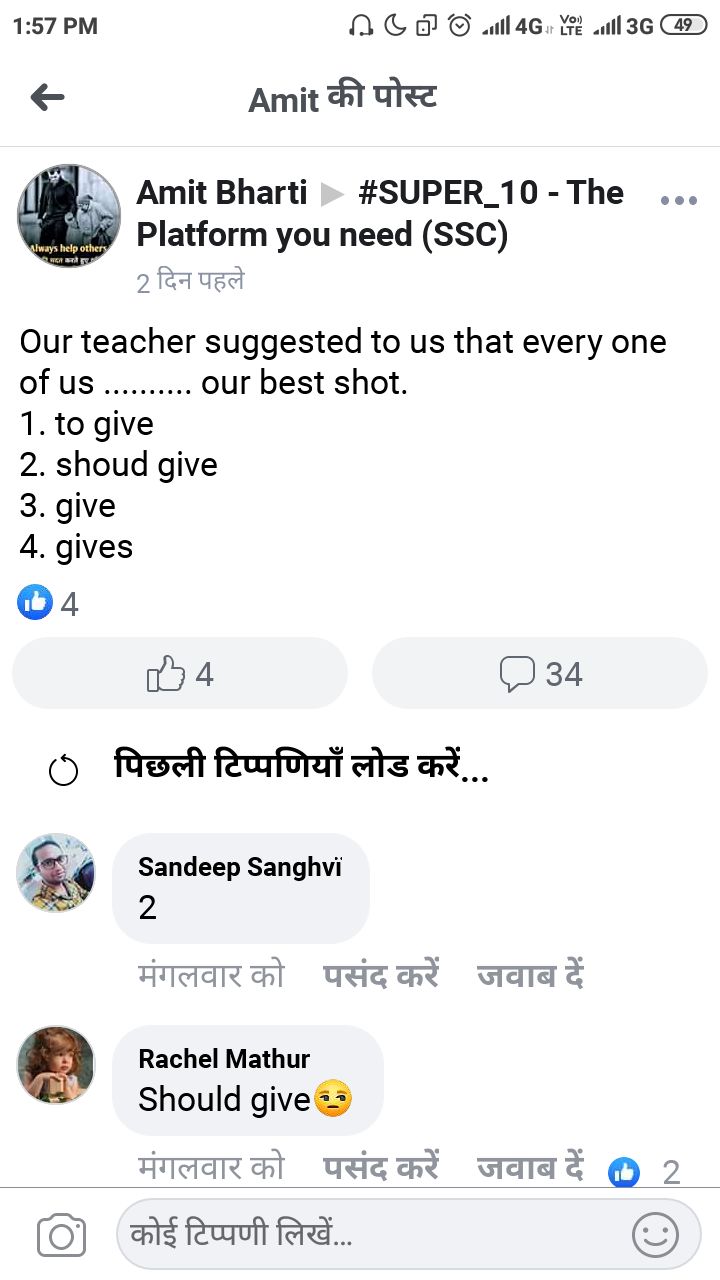 1:57 PM
4G
Vo))
LTE
3G
49
Amit की पोस्ट
Amit Bharti ▶ #SUPER_10 - The
Platform you need (SSC)
2 दिन पहले
Always help others
Our teacher suggested to us that every one
of us .......... our best shot.
1. to give
2. shoud give
3. give
4. gives
4
4
34
पिछली टिप्पणियाँ लोड करें...
Sandeep Sanghvï
2
मंगलवार को पसंद करें जवाब दें
Rachel Mathur
Should give😒
मंगलवार को पसंद करें जवाब दें 2
कोई टिप्पणी लिखें...